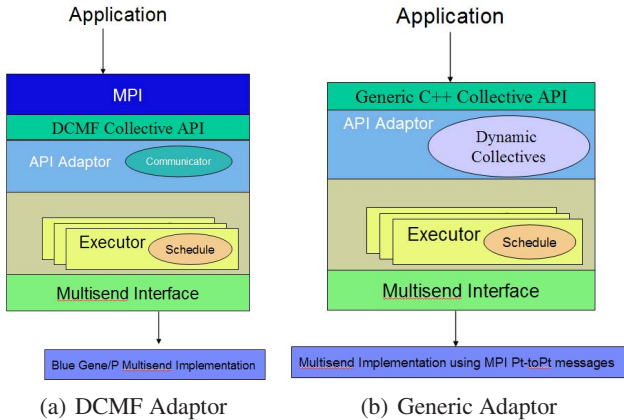 Application
MPI
DCMF Collective API
API Adaptor
Communicator
Executor
Schedule
Multisend Interface
Blue Gene/P Multisend Implementation
(a) DCMF Adaptor
Application
Generic C++ Collective API
API Adaptor
Dynamic
Collectives
Executor
Schedule
Multisend Interface
Multisend Implementation using MPI Pt-toPt messages
(b) Generic Adaptor